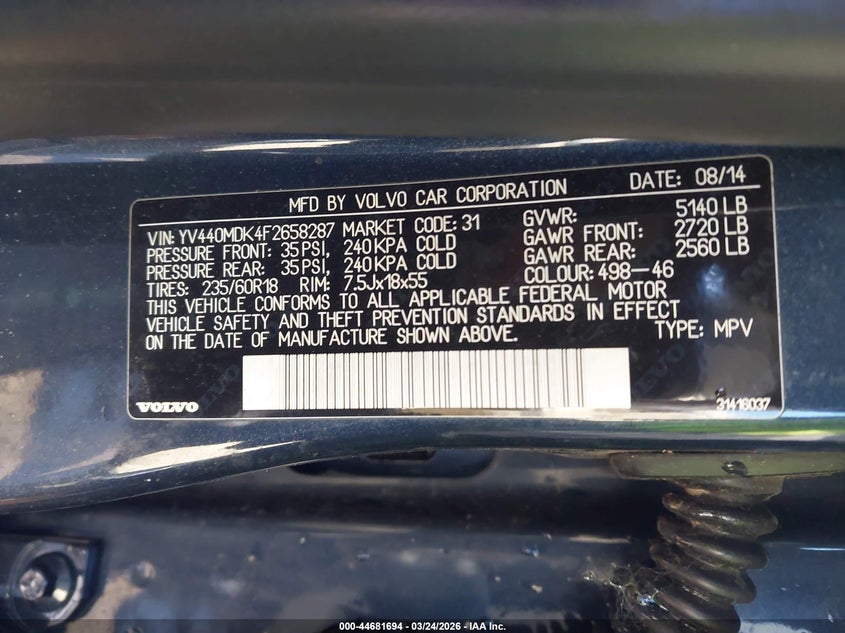 MFD BY VOLVO CAR CORPORATION DATE: 08/14
VIN: YV440MDK4F2658287 MARKET CODE: 31 GVWR: 5140 LB
PRESSURE FRONT: 35 PSI, 240 KPA COLD GAWR FRONT: 2720 LB
PRESSURE REAR: 35 PSI, 240 KPA COLD GAWR REAR: 2560 LB
TIRES: 235/60R18 RIM: 7.5Jx18x55 COLOUR: 498-46
THIS VEHICLE CONFORMS TO ALL APPLICABLE FEDERAL MOTOR
VEHICLE SAFETY AND THEFT PREVENTION STANDARDS IN EFFECT
ON THE DATE OF MANUFACTURE SHOWN ABOVE. TYPE: MPV
VOLVO 31416037
000-44681694 - 03/24/2026 - IAA Inc.